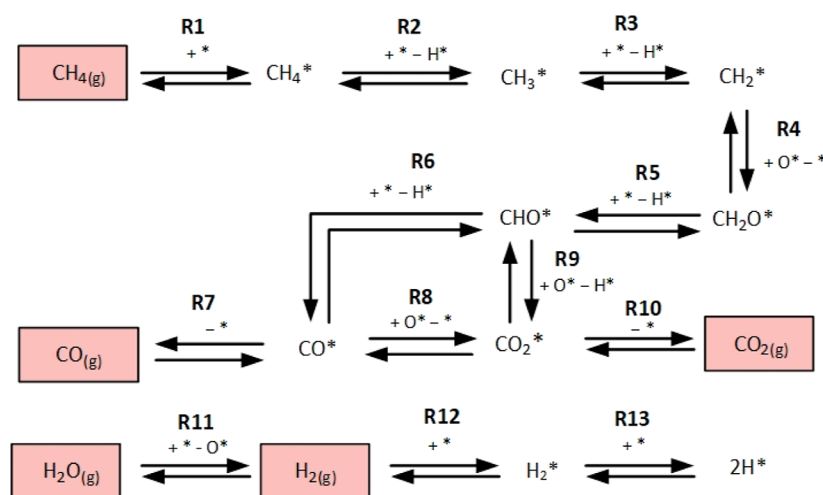 R1 R2 R3
+ * + * – H* + * – H*
CH4(g) CH4* CH3* CH2*
R4
+ O* – *
R6 R5
+ * – H* + * – H*
CHO* CH2O*
R9
+ O* – H*
R7 R8 R10
– * + O* – * – *
CO(g) CO* CO2* CO2(g)
R11 R12 R13
+ * - O* + * + *
H2O(g) H2(g) H2* 2H*